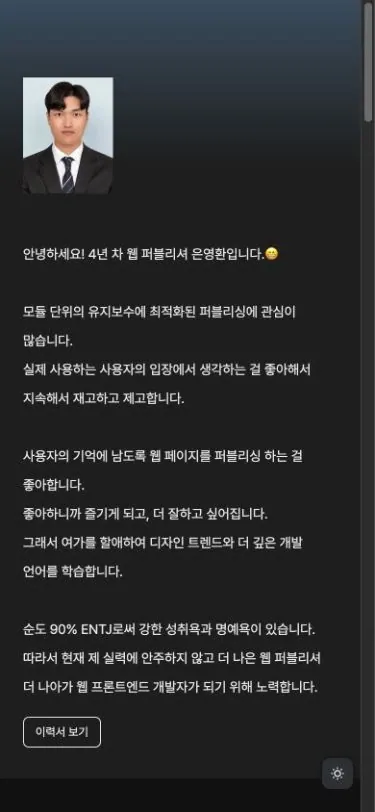 안녕하세요! 4년 차 웹 퍼블리셔 은영환입니다.😀
모듈 단위의 유지보수에 최적화된 퍼블리싱에 관심이
많습니다.
실제 사용하는 사용자의 입장에서 생각하는 걸 좋아해서
지속해서 재고하고 제고합니다.
사용자의 기억에 남도록 웹 페이지를 퍼블리싱 하는 걸
좋아합니다.
좋아하니까 즐기게 되고, 더 잘하고 싶어집니다.
그래서 여가를 할애하여 디자인 트렌드와 더 깊은 개발
언어를 학습합니다.
순도 90% ENTJ로써 강한 성취욕과 명예욕이 있습니다.
따라서 현재 제 실력에 안주하지 않고 더 나은 웹 퍼블리셔
더 나아가 웹 프론트엔드 개발자가 되기 위해 노력합니다.
이력서 보기